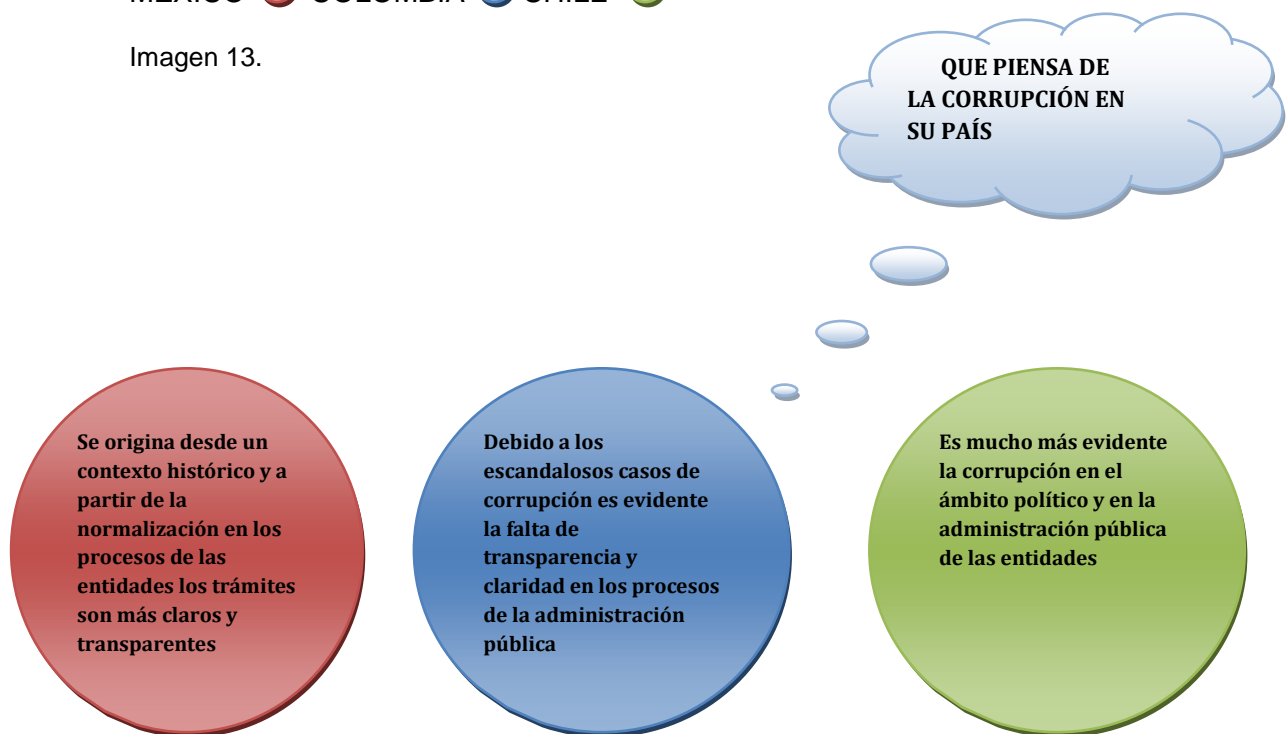 MÉXICO COLOMBIA CHILE
Imagen 13.
QUE PIENSA DE
LA CORRUPCIÓN EN
SU PAÍS
Se origina desde un
contexto histórico y a
partir de la
normalización en los
procesos de las
entidades los trámites
son más claros y
transparentes
Debido a los
escandalosos casos de
corrupción es evidente
la falta de
transparencia y
claridad en los procesos
de la administración
pública
Es mucho más evidente
la corrupción en el
ámbito político y en la
administración pública
de las entidades